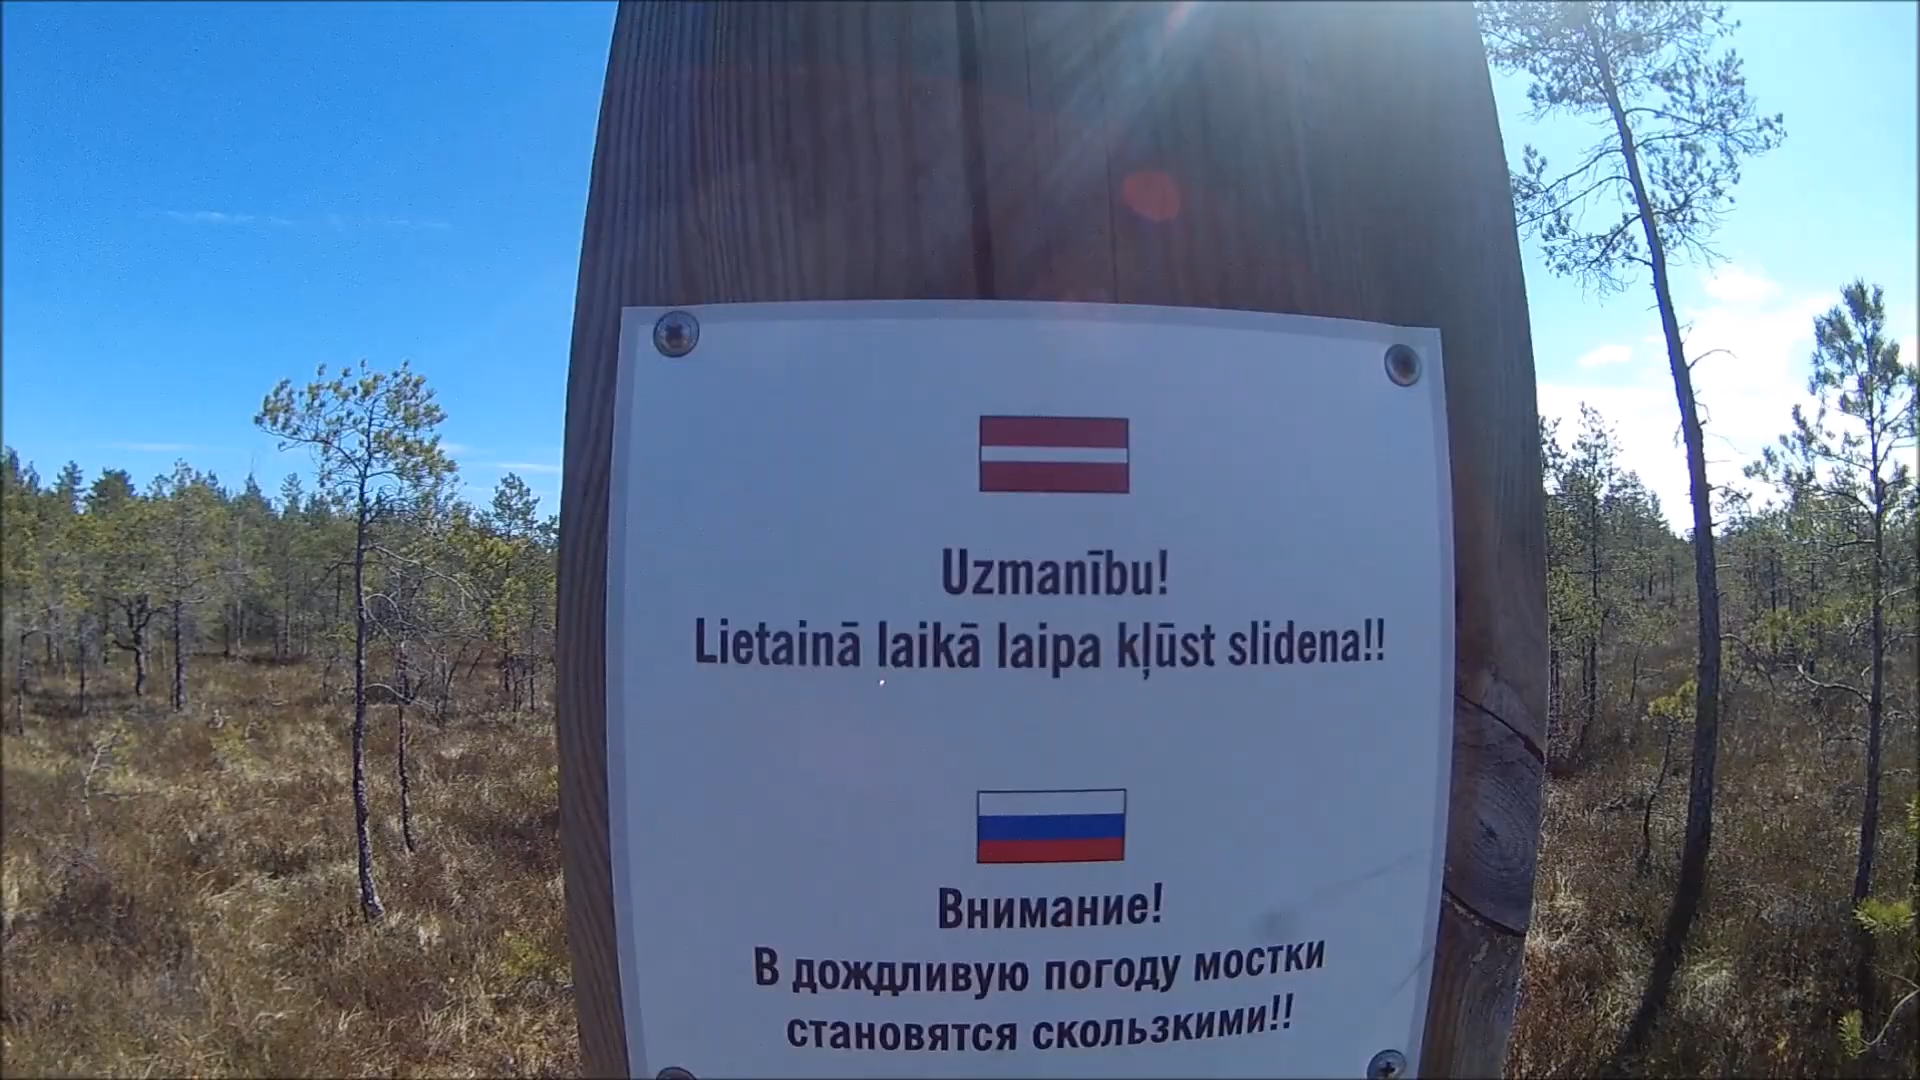 Uzmanību!
Lietainā laikā laipa kļūst slidena!!
Внимание!
В дождливую погоду мостки
становятся скользкими!!